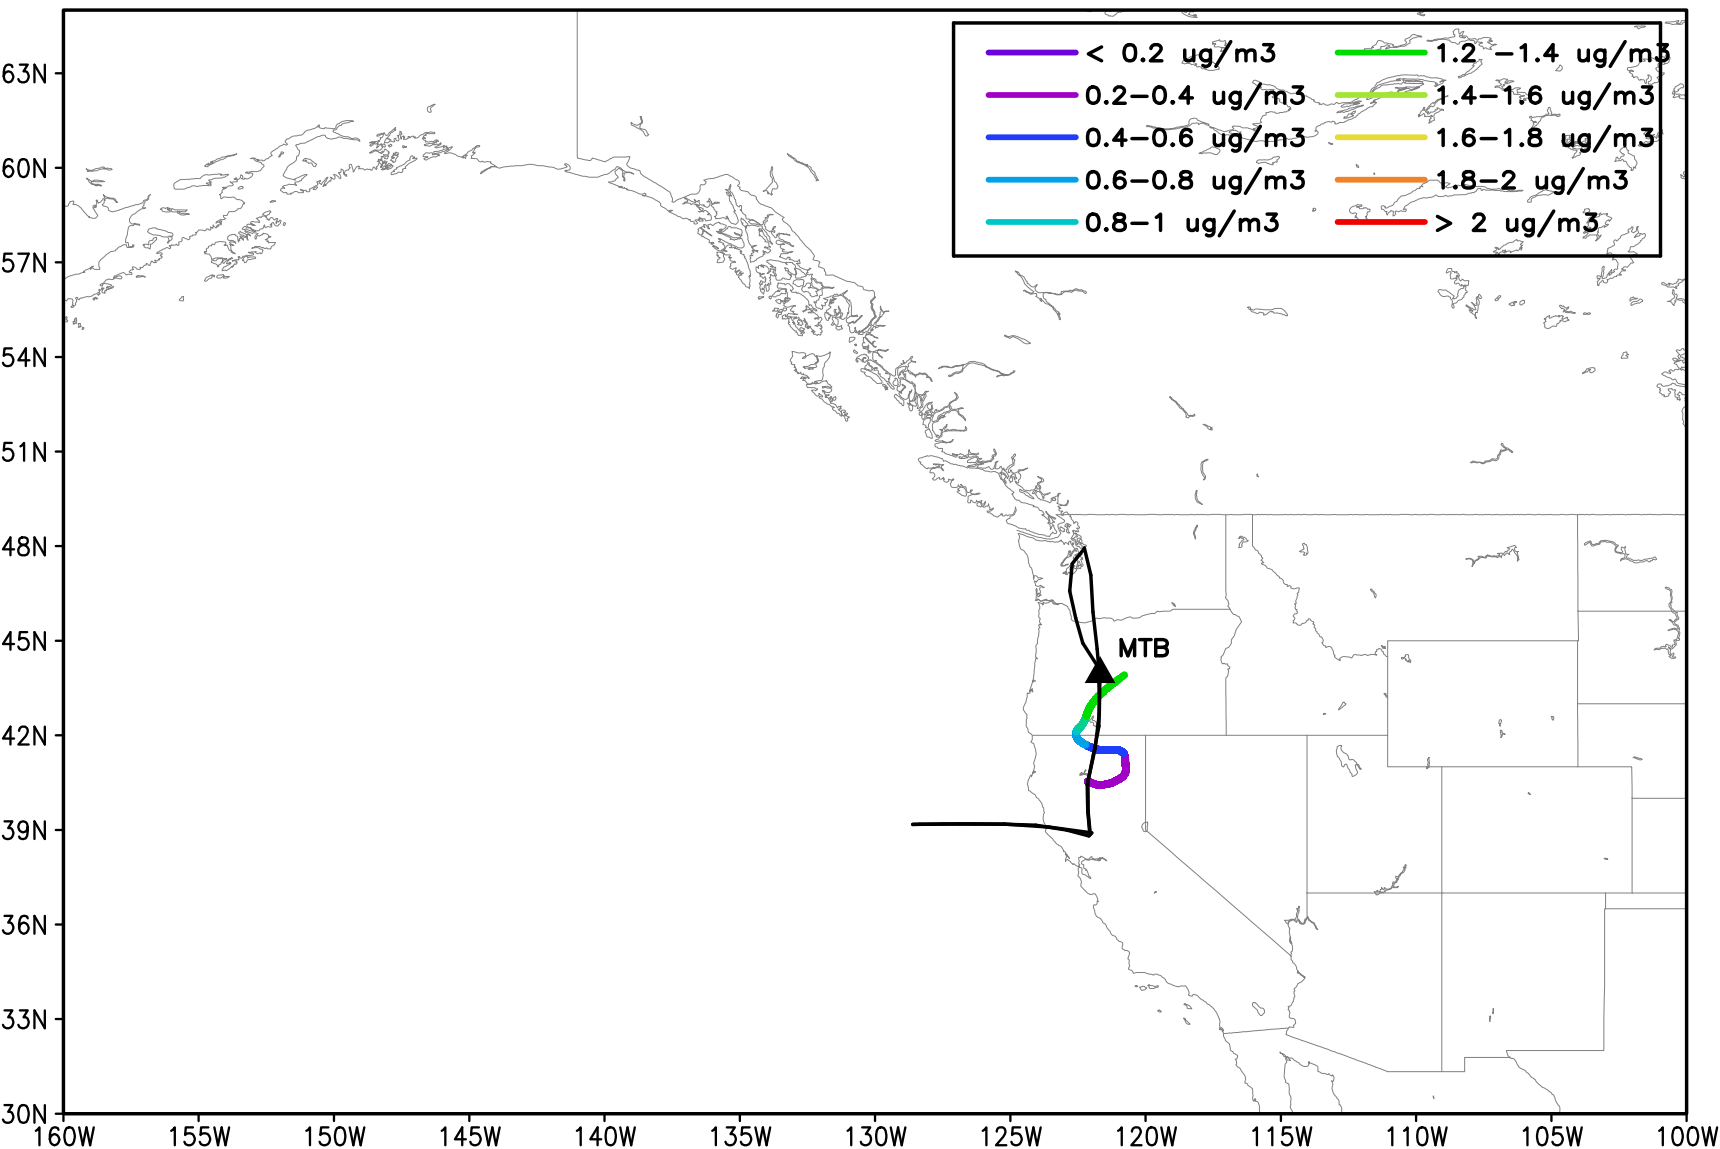 < 0.2 ug/m3
0.2-0.4 ug/m3
0.4-0.6 ug/m3
0.6-0.8 ug/m3
0.8-1 ug/m3
1.2 -1.4 ug/m3
1.4-1.6 ug/m3
1.6-1.8 ug/m3
1.8-2 ug/m3
> 2 ug/m3
63N
60N
57N
54N
51N
48N
45N
42N
39N
36N
33N
30N
MTB
160W 155W 150W 145W 140W 135W 130W 125W 120W 115W 110W 105W 100W